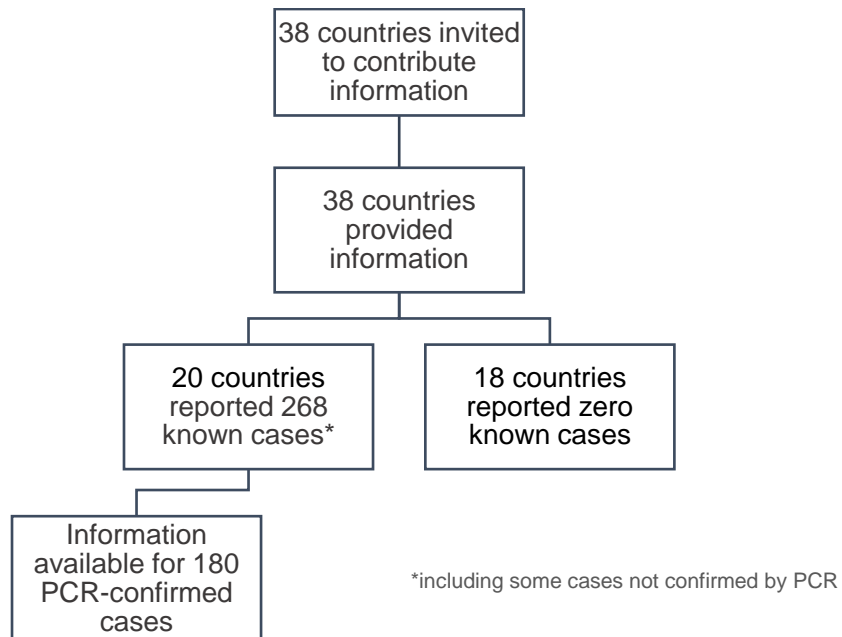 38 countries invited
to contribute
information
38 countries
provided
information
20 countries
reported 268
known cases*
18 countries
reported zero
known cases
Information
available for 180
PCR-confirmed
cases
*including some cases not confirmed by PCR